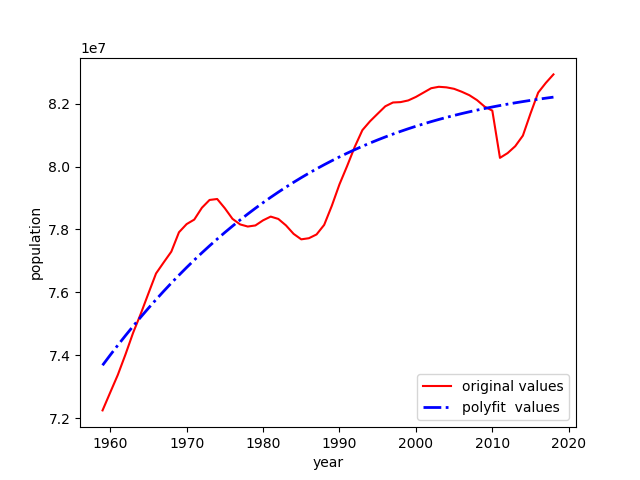 1e7
8.2
8.0
7.8
7.6
7.4
7.2
population
1960 1970 1980 1990 2000 2010 2020
year
original values
polyfit  values